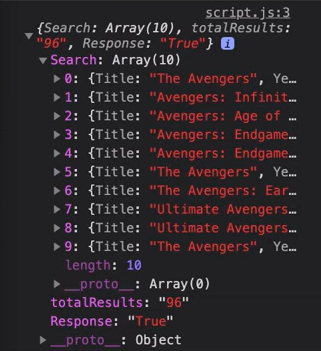 script.js:3
{Search: Array(10), totalResults:
"96", Response: "True"} i
Search: Array(10)
0: {Title: "The Avengers", Ye…
1: {Title: "Avengers: Infinit…
2: {Title: "Avengers: Age of …
3: {Title: "Avengers: Endgame…
4: {Title: "Avengers: Endgame…
5: {Title: "The Avengers", Ye…
6: {Title: "The Avengers: Ear…
7: {Title: "Ultimate Avengers…
8: {Title: "Ultimate Avengers…
9: {Title: "The Avengers", Ye…
length: 10
__proto__: Array(0)
totalResults: "96"
Response: "True"
__proto__: Object